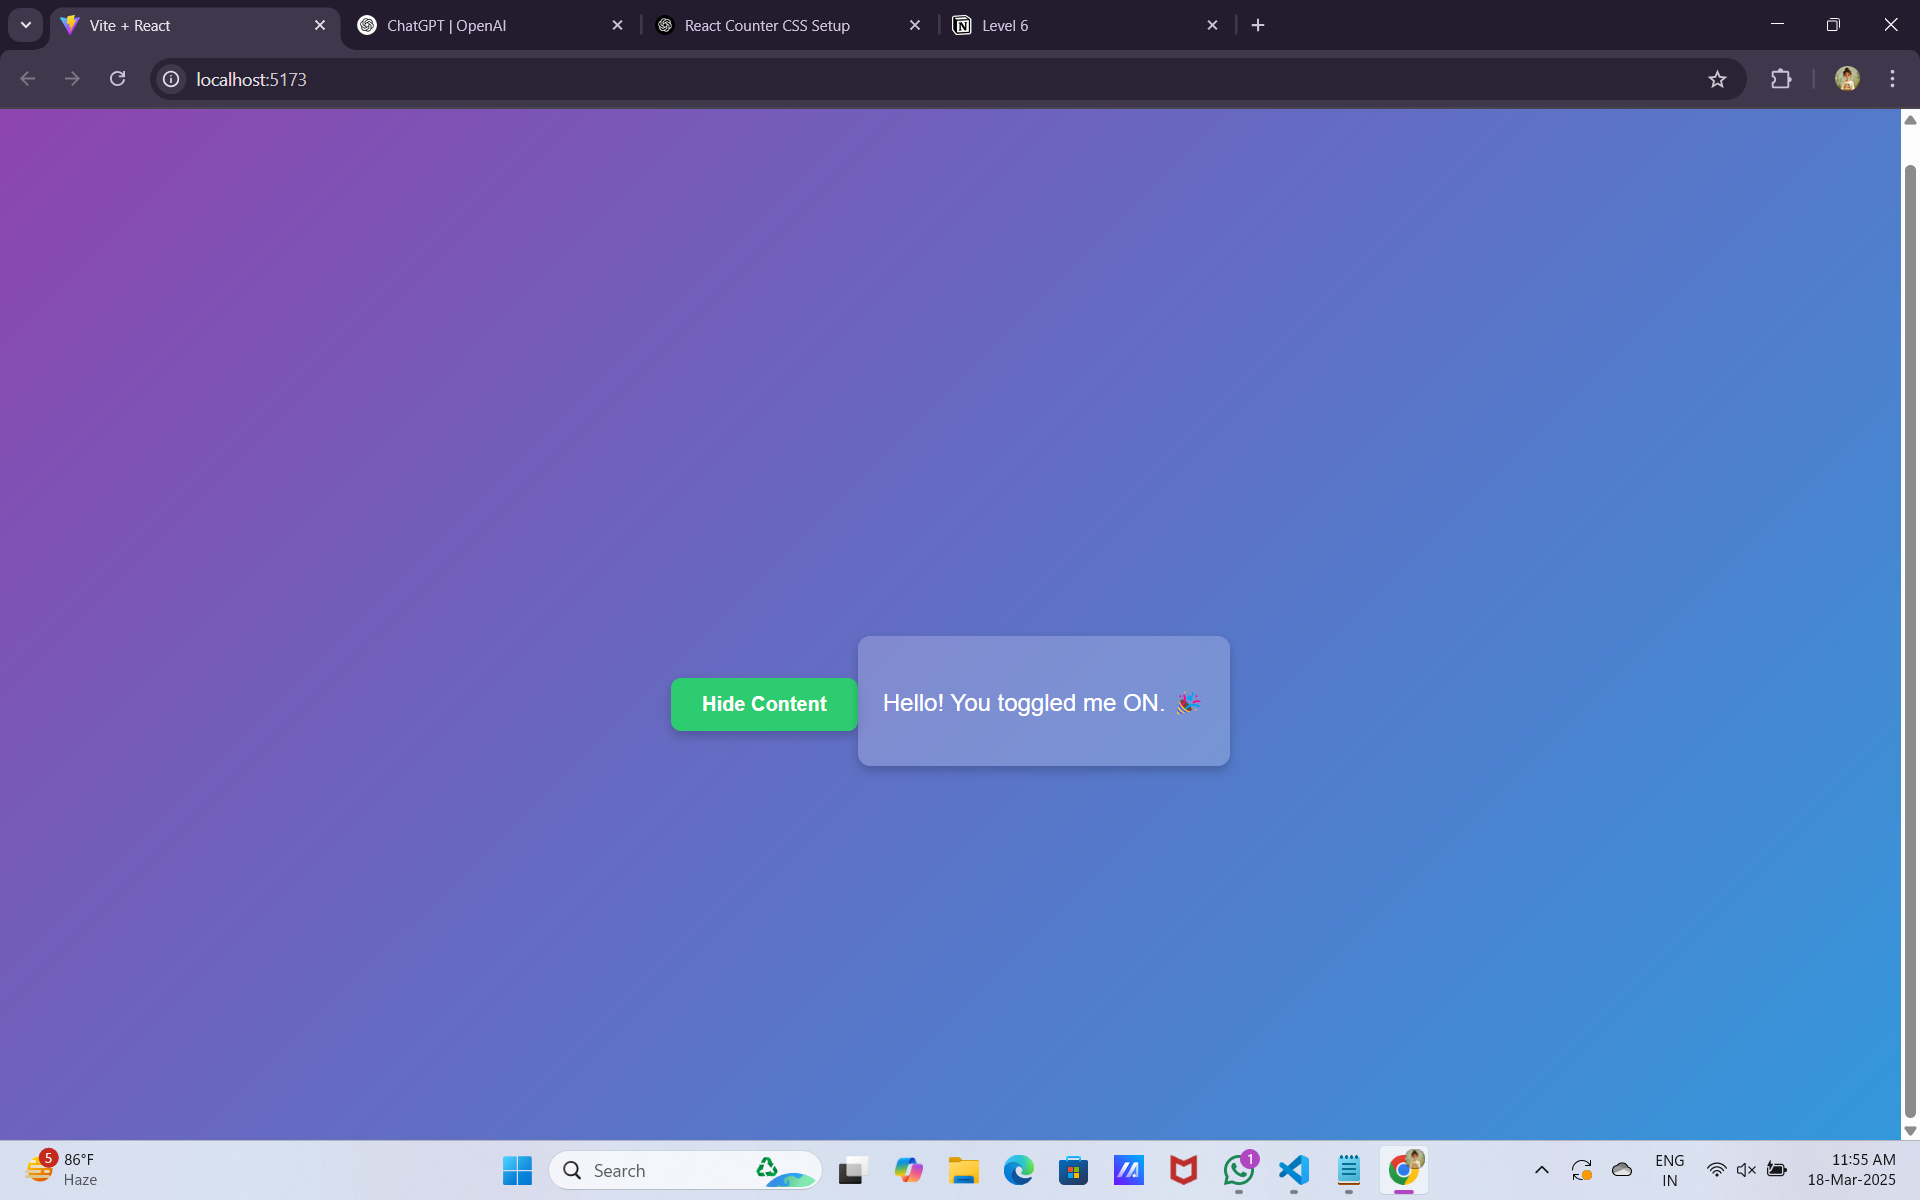 Vite + React
ChatGPT | OpenAI
React Counter CSS Setup
Level 6
localhost:5173
Hide Content
Hello! You toggled me ON. 🎉
5
86°F
Haze
Search
1
ENG
IN
11:55 AM
18-Mar-2025